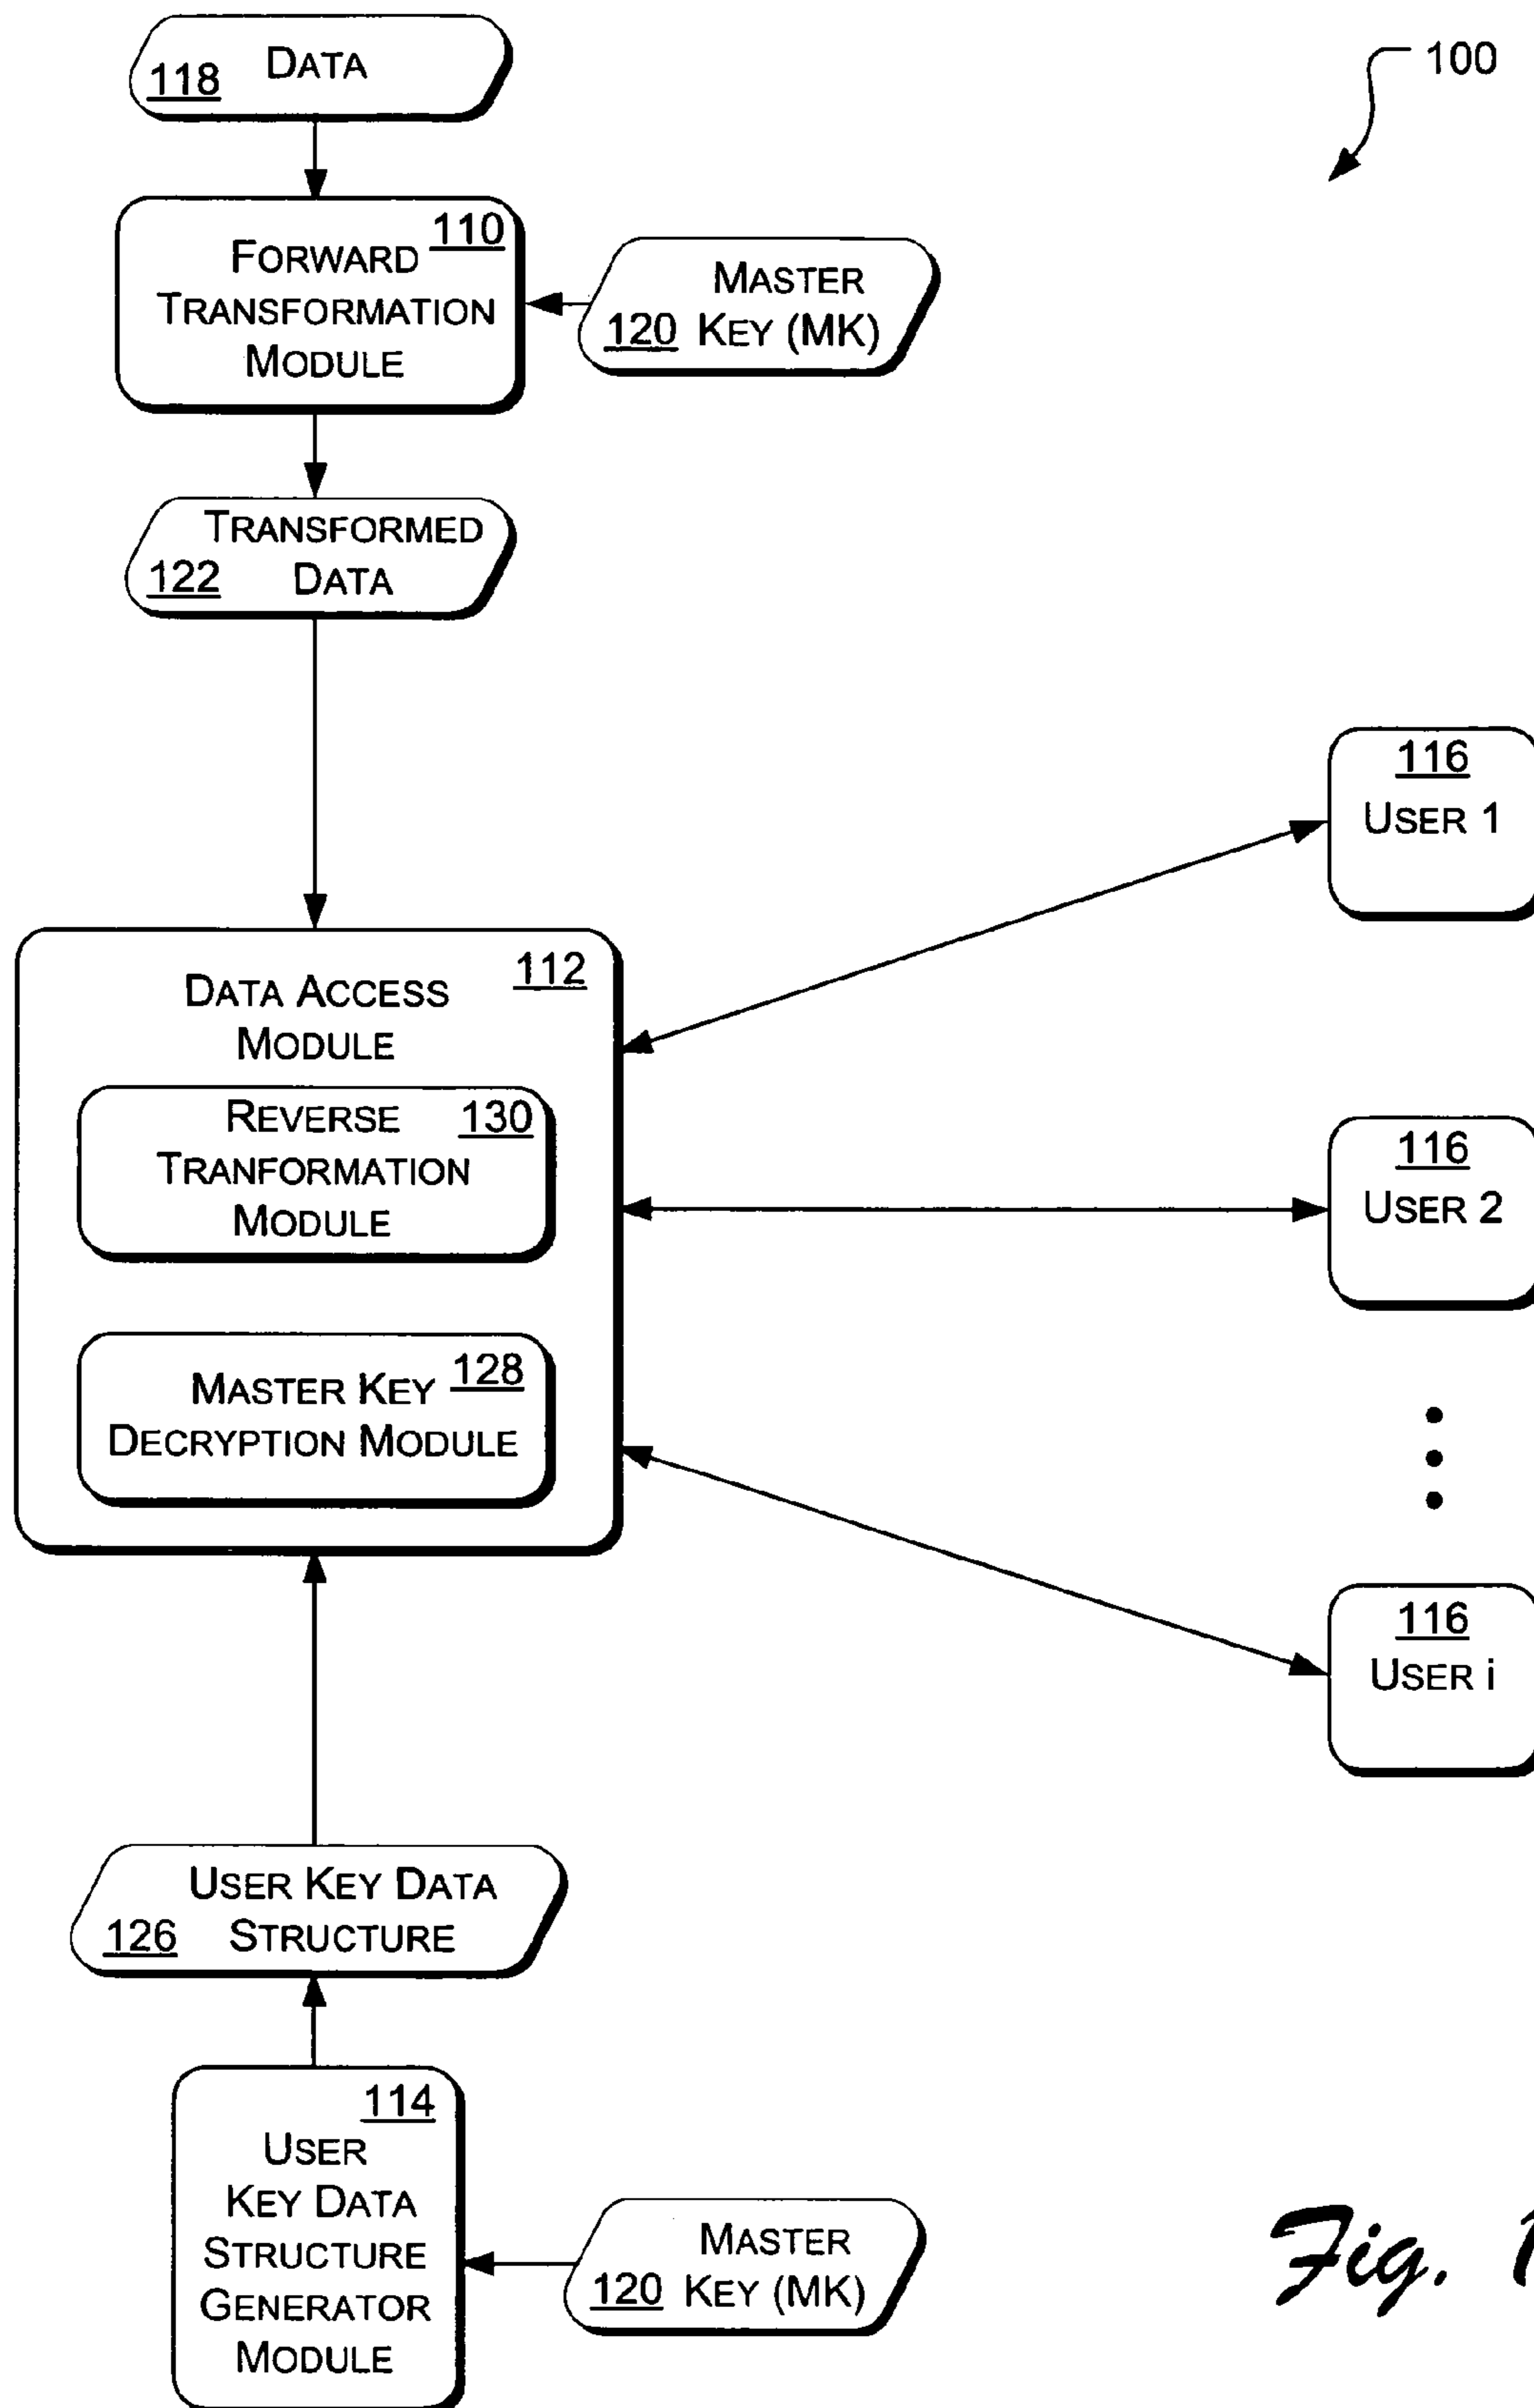 DATA
118
100
110
FORWARD
TRANSFORMATION
MODULE
MASTER
120 KEY (MK)
TRANSFORMED
122 DATA
116
USER 1
112
DATA ACCESS
MODULE
REVERSE 130
TRANFORMATION
MODULE
116
USER 2
MASTER KEY 128
DECRYPTION MODULE
116
USER i
USER KEY DATA
126 STRUCTURE
114
USER
KEY DATA
STRUCTURE
GENERATOR
MODULE
MASTER
120 KEY (MK)
Fig. 1